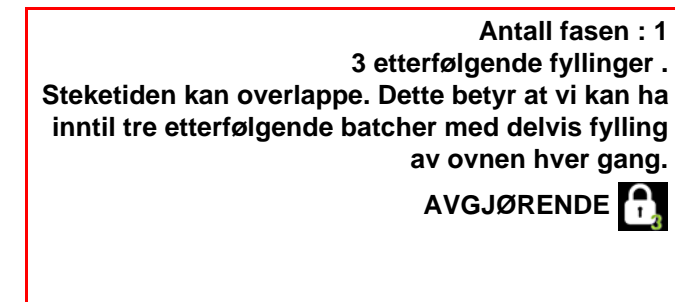 Antall fasen : 1
3 etterfølgende fyllinger .
Steketiden kan overlappe. Dette betyr at vi kan ha
inntil tre etterfølgende batcher med delvis fylling
av ovnen hver gang.
AVGJØRENDE 3